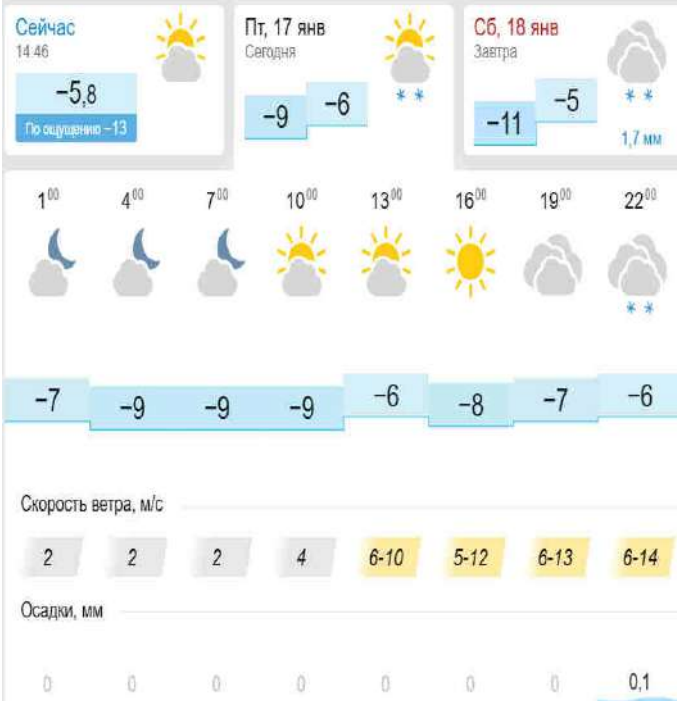 Сейчас
14 46
−5,8
По ощущению −13
Пт, 17 янв
Сегодня
−9 −6
Сб, 18 янв
Завтра
−11 −5
1,7 мм
1⁰⁰ 4⁰⁰ 7⁰⁰ 10⁰⁰ 13⁰⁰ 16⁰⁰ 19⁰⁰ 22⁰⁰
−7 −9 −9 −9 −6 −8 −7 −6
Скорость ветра, м/с
2 2 2 4 6-10 5-12 6-13 6-14
Осадки, мм
0 0 0 0 0 0 0 0,1